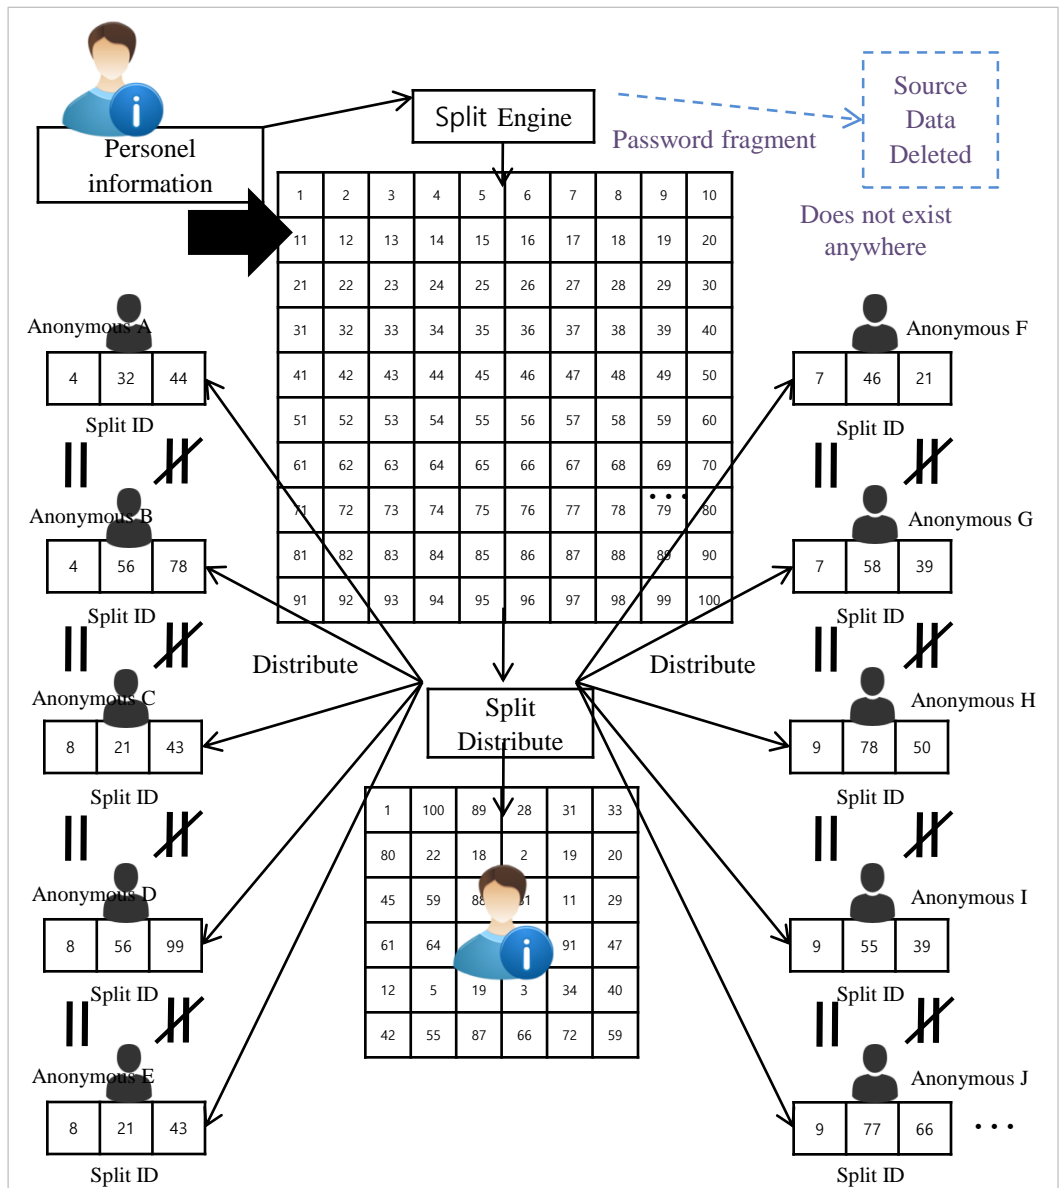 Personel
information
Split Engine
Password fragment
Source
Data
Deleted
Does not exist
anywhere
1 2 3 4 5 6 7 8 9 10
11 12 13 14 15 16 17 18 19 20
21 22 23 24 25 26 27 28 29 30
31 32 33 34 35 36 37 38 39 40
41 42 43 44 45 46 47 48 49 50
51 52 53 54 55 56 57 58 59 60
61 62 63 64 65 66 67 68 69 70
...
71 72 73 74 75 76 77 78 79 80
81 82 83 84 85 86 87 88 89 90
91 92 93 94 95 96 97 98 99 100
Anonymous A
4 32 44
Split ID
Anonymous B
4 56 78
Split ID
Anonymous C
8 21 43
Split ID
Anonymous D
8 56 99
Split ID
Anonymous E
8 21 43
Split ID
Distribute
Split
Distribute
Distribute
1 100 89 28 31 33
80 22 18 2 19 20
45 59 88 31 11 29
61 64 91 47
12 5 19 3 34 40
42 55 87 66 72 59
Anonymous F
7 46 21
Split ID
Anonymous G
7 58 39
Split ID
Anonymous H
9 78 50
Split ID
Anonymous I
9 55 39
Split ID
Anonymous J
9 77 66 ...
Split ID